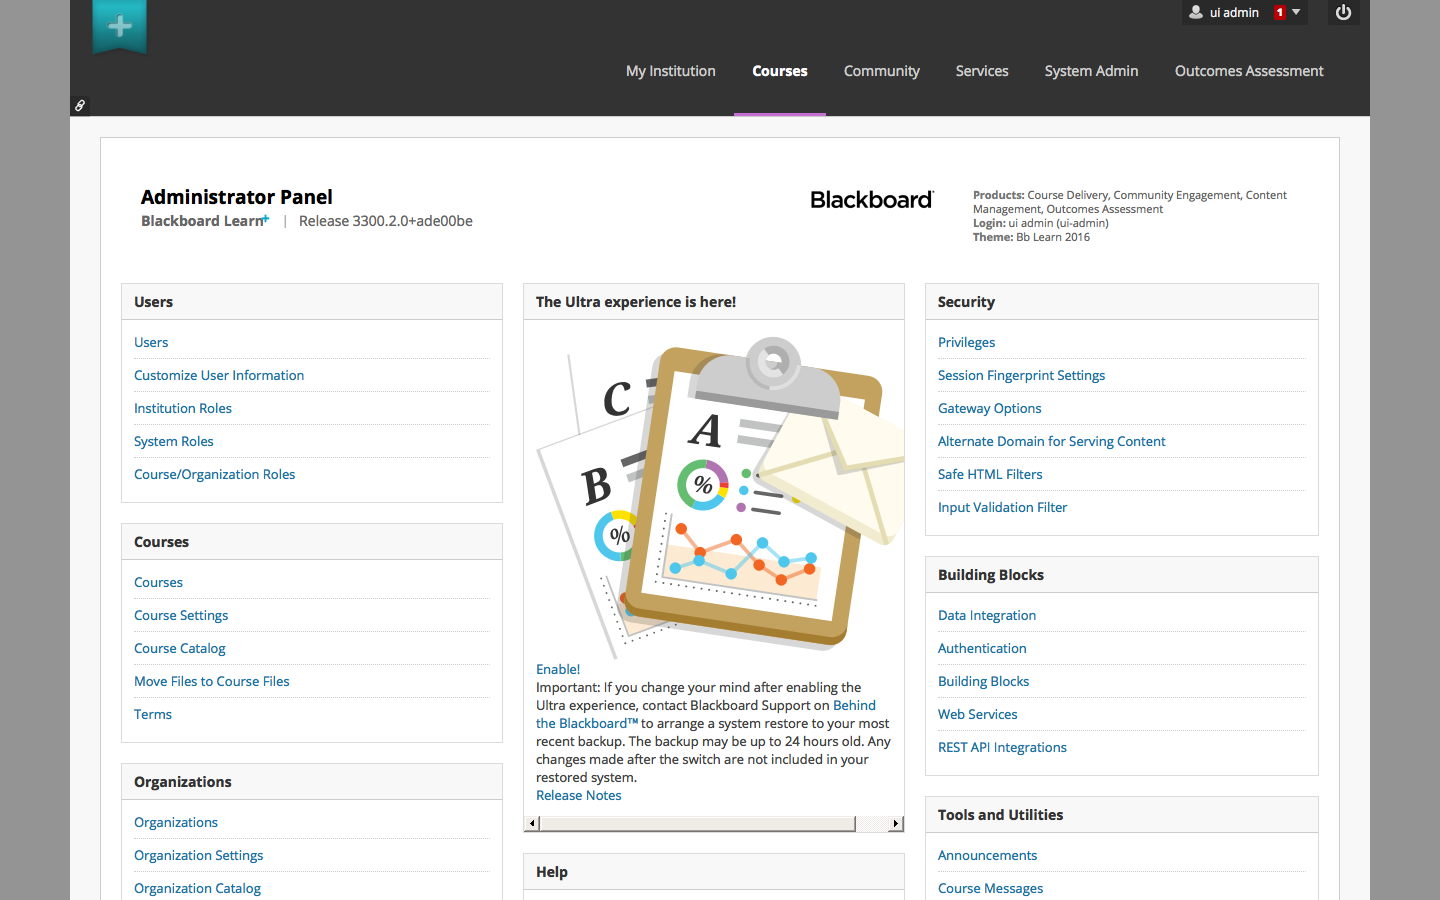 ui admin 1
My Institution Courses Community Services System Admin Outcomes Assessment
Administrator Panel
Blackboard Learn+ | Release 3300.2.0+ade00be
Blackboard
Products: Course Delivery, Community Engagement, Content
Management, Outcomes Assessment
Login: ui admin (ui-admin)
Theme: Bb Learn 2016
Users
Users
Customize User Information
Institution Roles
System Roles
Course/Organization Roles
Courses
Courses
Course Settings
Course Catalog
Move Files to Course Files
Terms
Organizations
Organizations
Organization Settings
Organization Catalog
The Ultra experience is here!
C
A
B
%
%
Enable!
Important: If you change your mind after enabling the
Ultra experience, contact Blackboard Support on Behind
the Blackboard™ to arrange a system restore to your most
recent backup. The backup may be up to 24 hours old. Any
changes made after the switch are not included in your
restored system.
Release Notes
Help
Security
Privileges
Session Fingerprint Settings
Gateway Options
Alternate Domain for Serving Content
Safe HTML Filters
Input Validation Filter
Building Blocks
Data Integration
Authentication
Building Blocks
Web Services
REST API Integrations
Tools and Utilities
Announcements
Course Messages